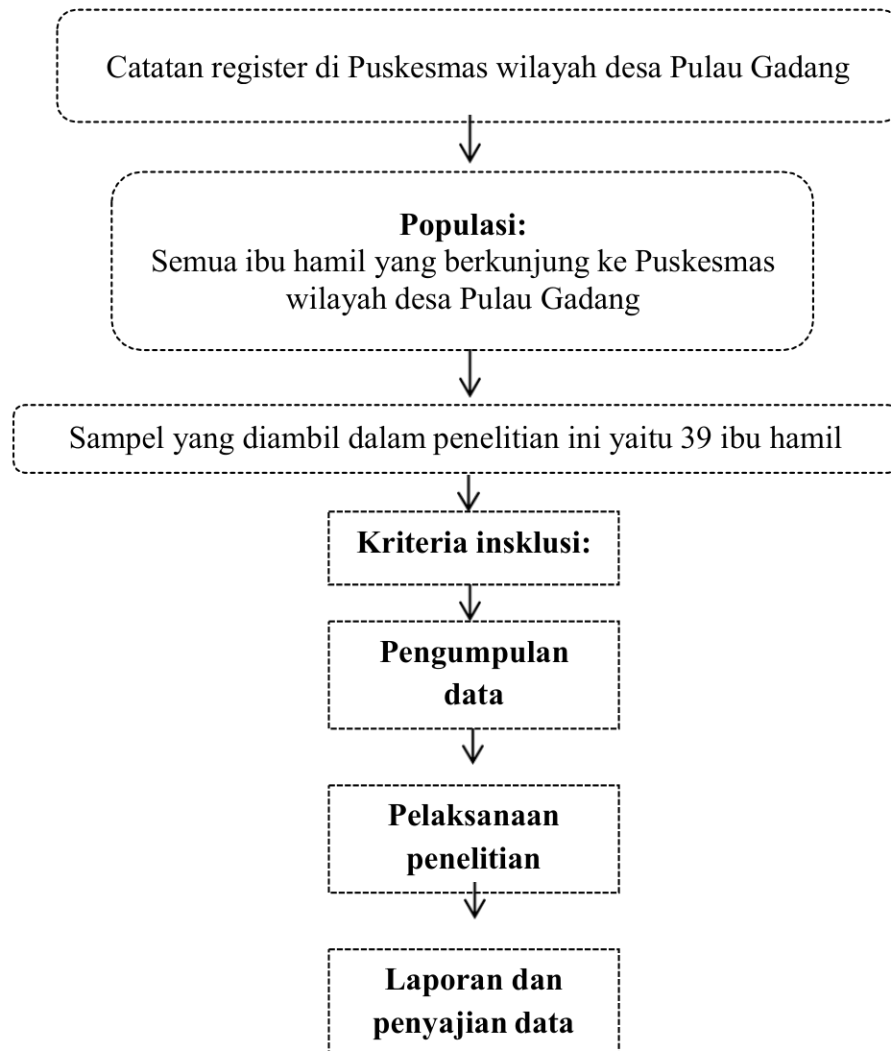 Catatan register di Puskesmas wilayah desa Pulau Gadang
Populasi:
Semua ibu hamil yang berkunjung ke Puskesmas
wilayah desa Pulau Gadang
Sampel yang diambil dalam penelitian ini yaitu 39 ibu hamil
Kriteria insklusi:
Pengumpulan
data
Pelaksanaan
penelitian
Laporan dan
penyajian data